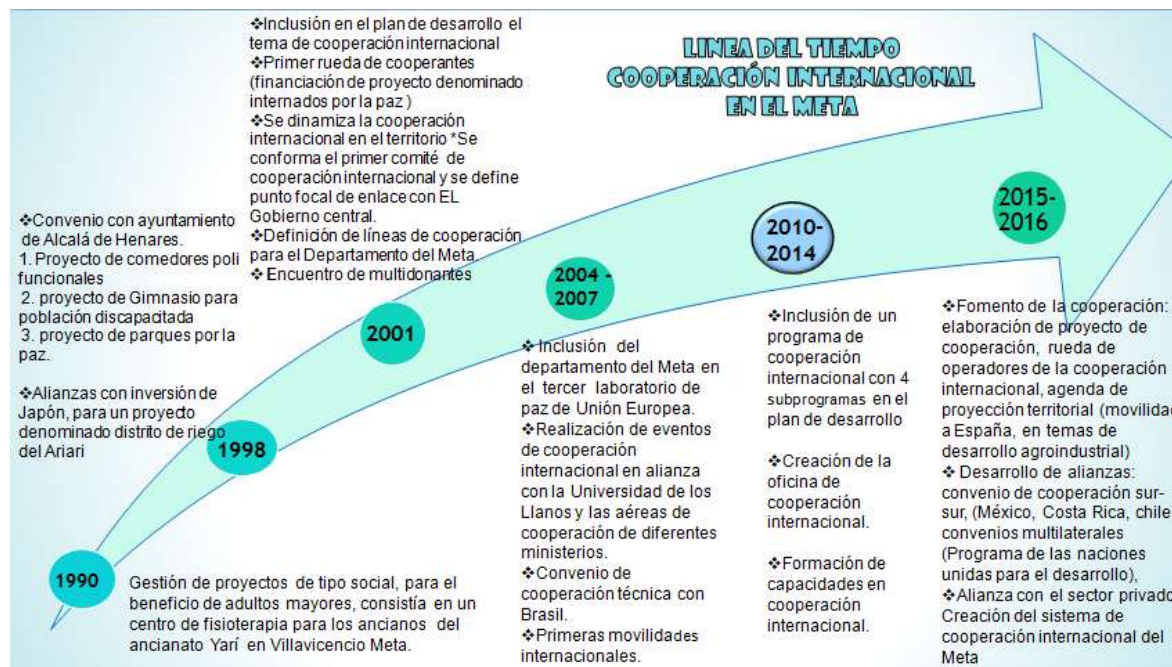 LINEA DEL TIEMPO
COOPERACIÓN INTERNACIONAL
EN EL META
1990
Gestión de proyectos de tipo social, para el
beneficio de adultos mayores, consistía en un
centro de fisioterapia para los ancianos del
ancianato Yarí en Villavicencio Meta.
1998
❖Convenio con ayuntamiento
de Alcalá de Henares.
1. Proyecto de comedores poli
funcionales
2. proyecto de Gimnasio para
población discapacitada
3. proyecto de parques por la
paz.
❖Alianzas con inversión de
Japón, para un proyecto
denominado distrito de riego
del Ariari
2001
❖Inclusión en el plan de desarrollo el
tema de cooperación internacional
❖Primer rueda de cooperantes
(financiación de proyecto denominado
internados por la paz )
❖Se dinamiza la cooperación
internacional en el territorio *Se
conforma el primer comité de
cooperación internacional y se define
punto focal de enlace con EL
Gobierno central.
❖Definición de líneas de cooperación
para el Departamento del Meta
❖ Encuentro de multidonantes
2004 -
2007
❖ Inclusión del
departamento del Meta en
el tercer laboratorio de
paz de Unión Europea.
❖Realización de eventos
de cooperación
internacional en alianza
con la Universidad de los
Llanos y las aéreas de
cooperación de diferentes
ministerios.
❖Convenio de
cooperación técnica con
Brasil.
❖Primeras movilidades
internacionales.
2010-
2014
❖Inclusión de un
programa de
cooperación
internacional con 4
subprogramas en el
plan de desarrollo
❖Creación de la
oficina de
cooperación
internacional.
❖Formación de
capacidades en
cooperación
internacional.
2015-
2016
❖Fomento de la cooperación:
elaboración de proyecto de
cooperación, rueda de
operadores de la cooperación
internacional, agenda de
proyección territorial (movilidad
a España, en temas de
desarrollo agroindustrial)
❖ Desarrollo de alianzas:
convenio de cooperación sur-
sur, (México, Costa Rica, chile
convenios multilaterales
(Programa de las naciones
unidas para el desarrollo),
❖Alianza con el sector privado
Creación del sistema de
cooperación internacional del
Meta